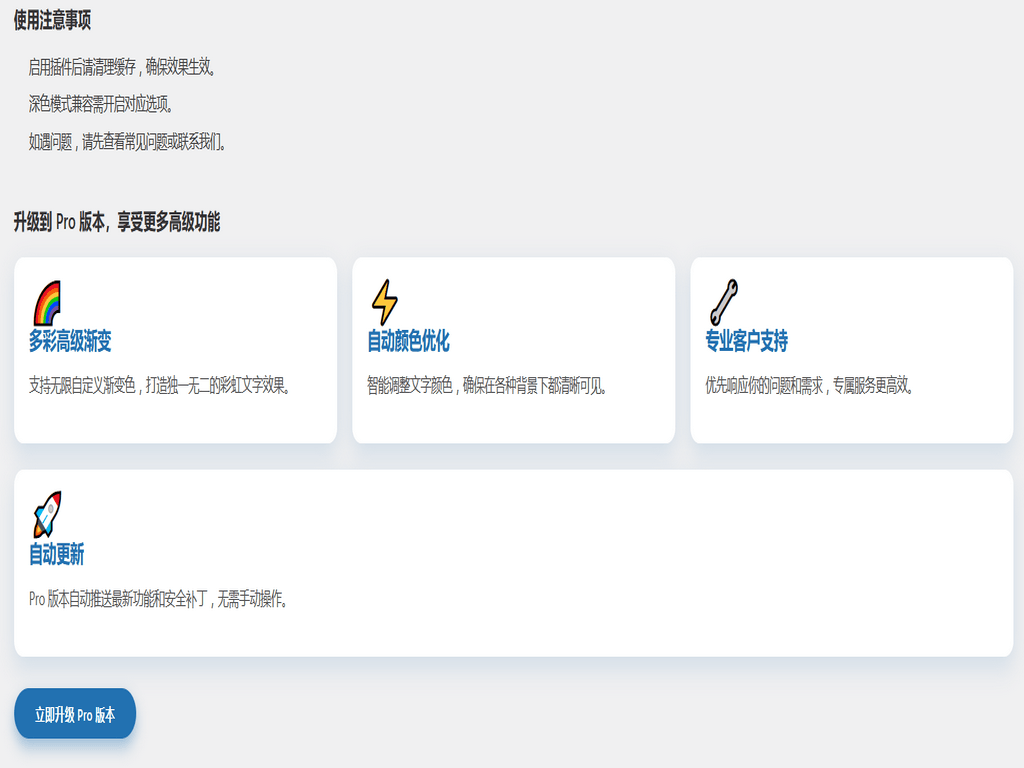 使用注意事项
启用插件后请清理缓存，确保效果生效。
深色模式兼容需开启对应选项。
如遇问题，请先查看常见问题或联系我们。
升级到 Pro 版本，享受更多高级功能
多彩高级渐变
支持无限自定义渐变色，打造独一无二的彩虹文字效果。
自动颜色优化
智能调整文字颜色，确保在各种背景下都清晰可见。
专业客户支持
优先响应你的问题和需求，专属服务更高效。
自动更新
Pro 版本自动推送最新功能和安全补丁，无需手动操作。
立即升级 Pro 版本